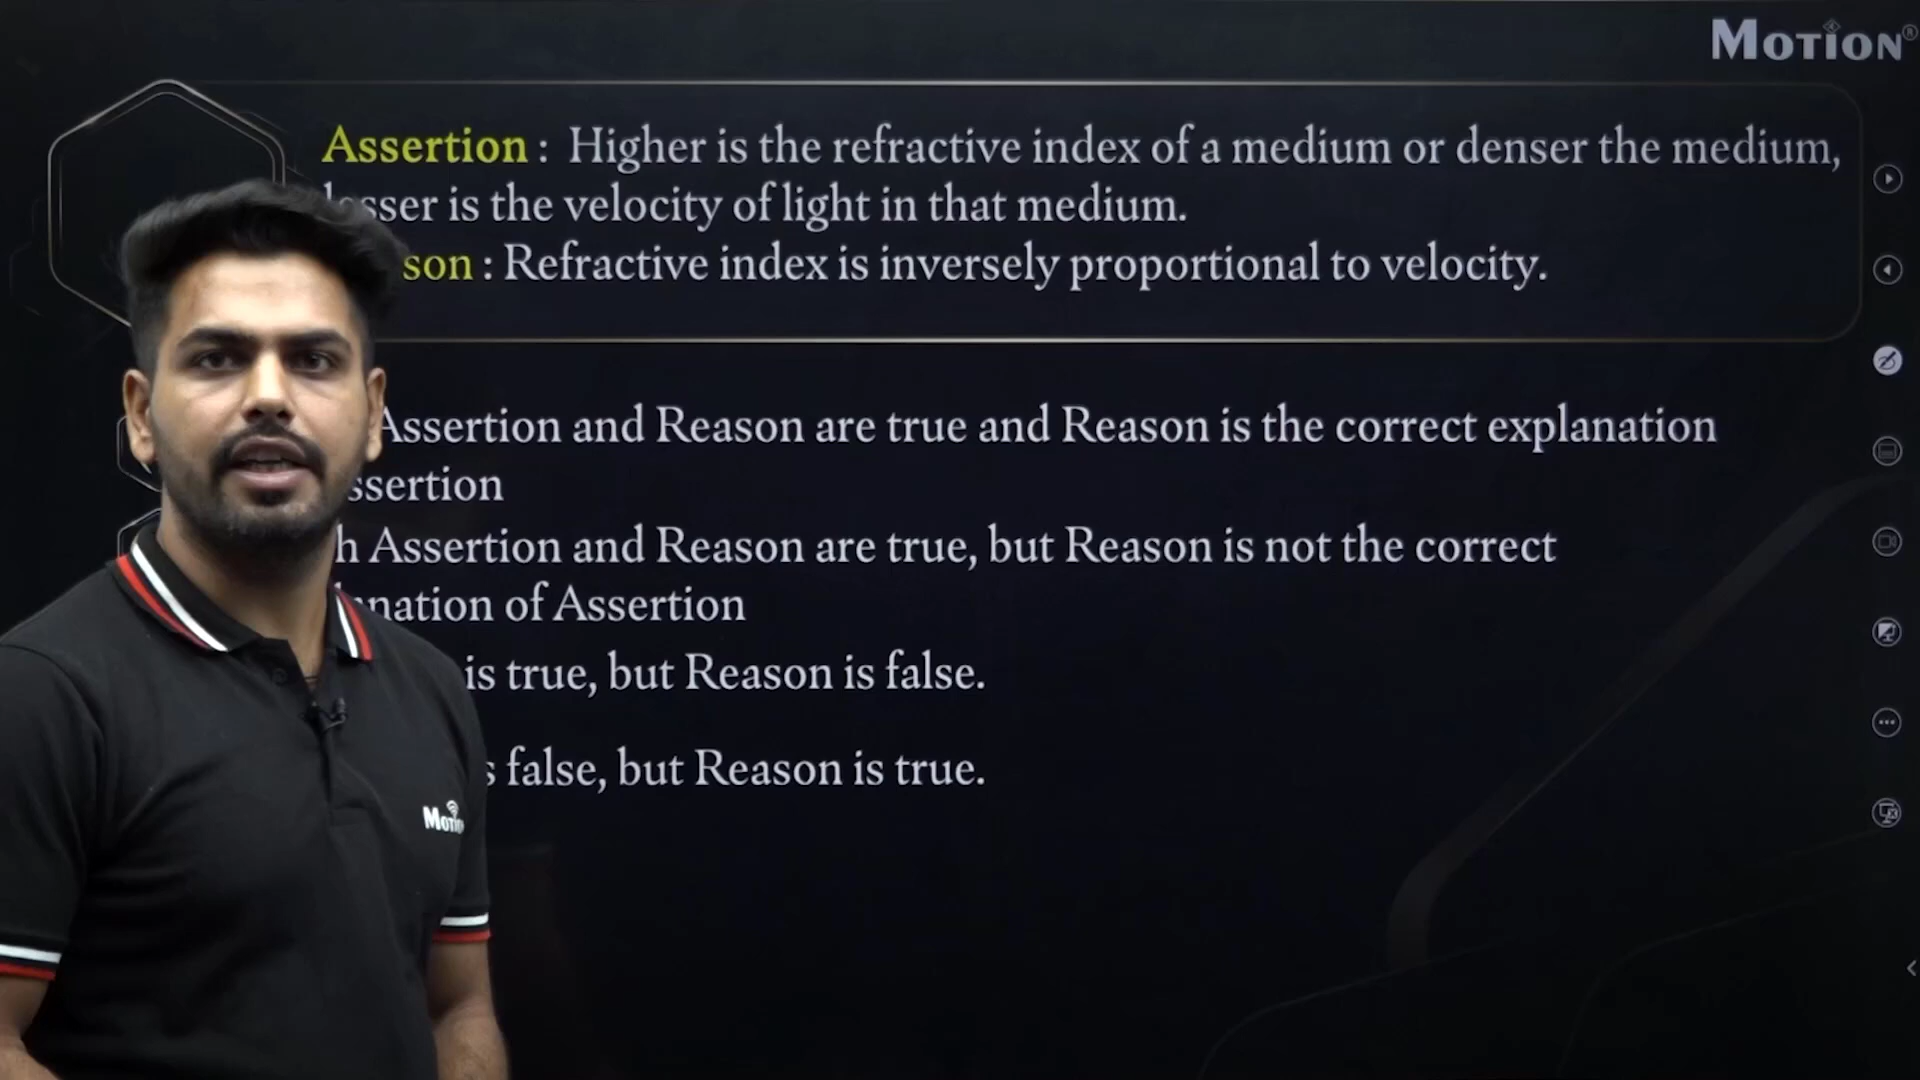 MOTION®
Assertion : Higher is the refractive index of a medium or denser the medium,
lesser is the velocity of light in that medium.
son : Refractive index is inversely proportional to velocity.
Assertion and Reason are true and Reason is the correct explanation
ssertion
h Assertion and Reason are true, but Reason is not the correct
nation of Assertion
is true, but Reason is false.
s false, but Reason is true.
MOTION